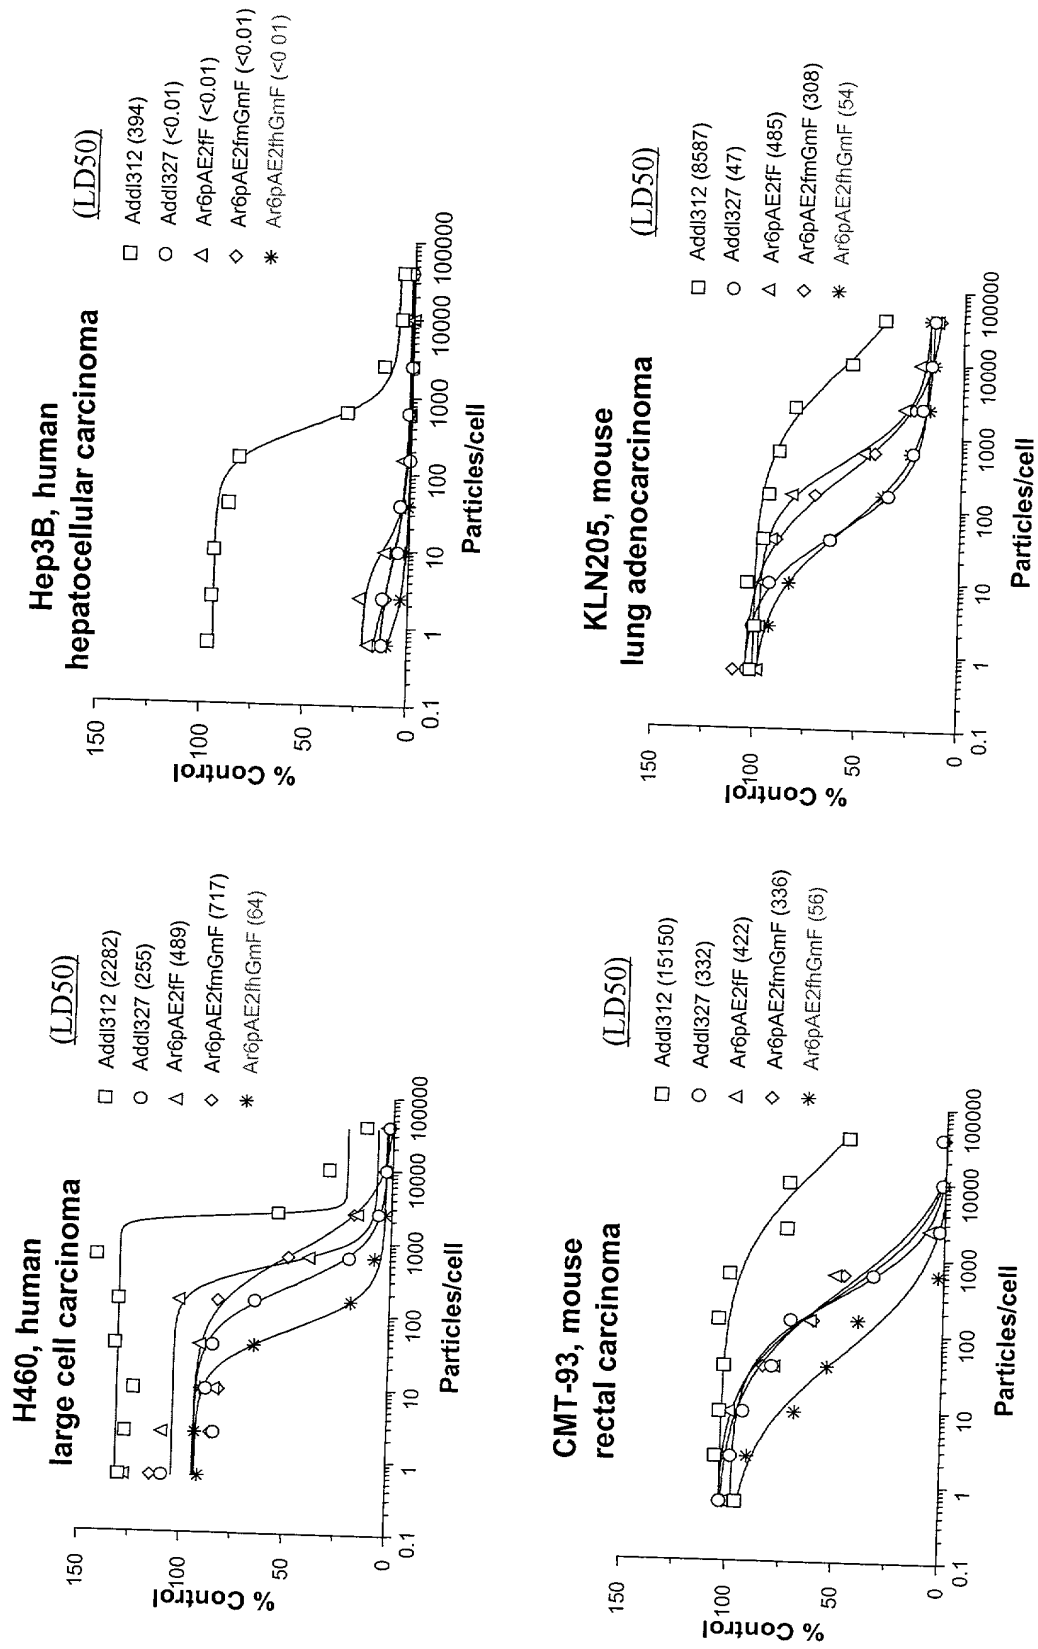 H460, human
large cell carcinoma
(LD50)
Addl312 (2282)
Addl327 (255)
Ar6pAE2fF (489)
Ar6pAE2fmGmF (717)
Ar6pAE2fhGmF (64)
150
100
50
0
% Control
0.1
1
10
100
1000
10000
100000
Particles/cell
Hep3B, human
hepatocellular carcinoma
(LD50)
Addl312 (394)
Addl327 (<0.01)
Ar6pAE2fF (<0.01)
Ar6pAE2fmGmF (<0.01)
Ar6pAE2fhGmF (<0 01)
150
100
50
0
% Control
0.1
1
10
100
1000
10000
100000
Particles/cell
CMT-93, mouse
rectal carcinoma
(LD50)
Addl312 (15150)
Addl327 (332)
Ar6pAE2fF (422)
Ar6pAE2fmGmF (336)
Ar6pAE2fhGmF (56)
150
100
50
0
% Control
0.1
1
10
100
1000
10000
100000
Particles/cell
KLN205, mouse
lung adenocarcinoma
(LD50)
Addl312 (8587)
Addl327 (47)
Ar6pAE2fF (485)
Ar6pAE2fmGmF (308)
Ar6pAE2fhGmF (54)
150
100
50
0
% Control
0.1
1
10
100
1000
10000
100000
Particles/cell